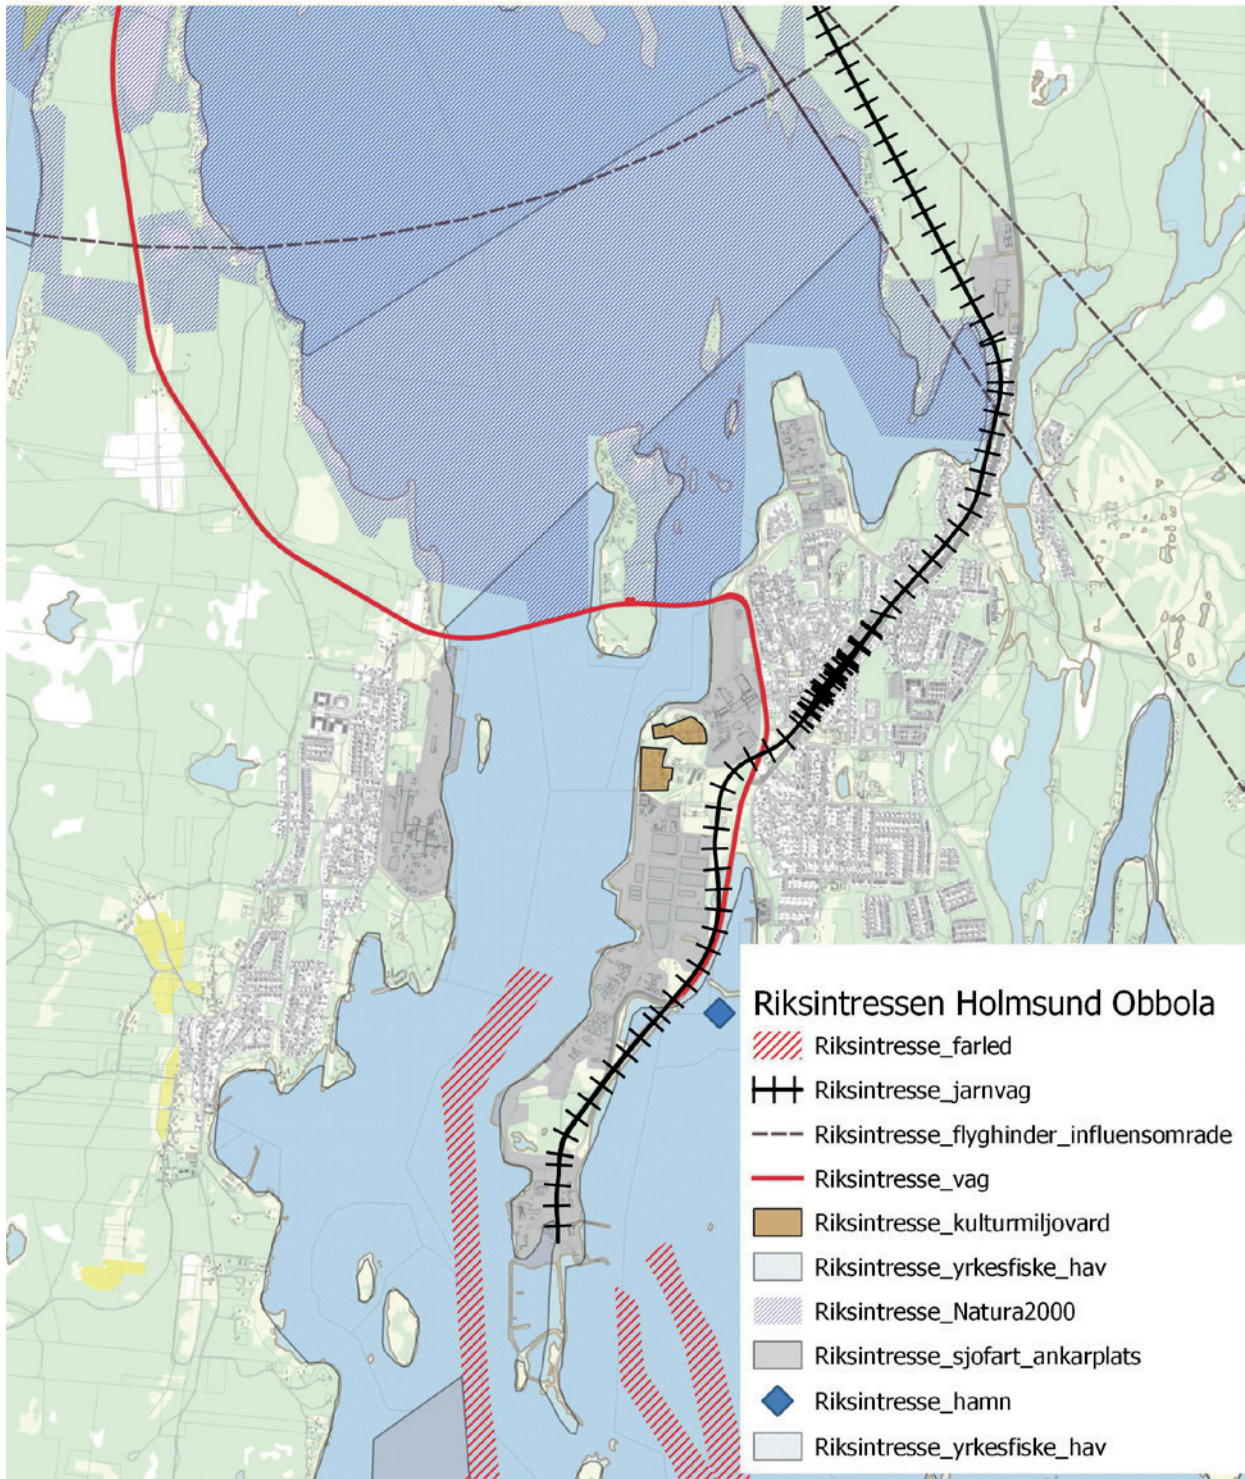 Riksintressen Holmsund Obbola
Riksintresse_farled
Riksintresse_jarnvag
Riksintresse_flyghinder_influensomrade
Riksintresse_vag
Riksintresse_kulturmiljovard
Riksintresse_yrkesfiske_hav
Riksintresse_Natura2000
Riksintresse_sjofart_ankarplats
Riksintresse_hamn
Riksintresse_yrkesfiske_hav